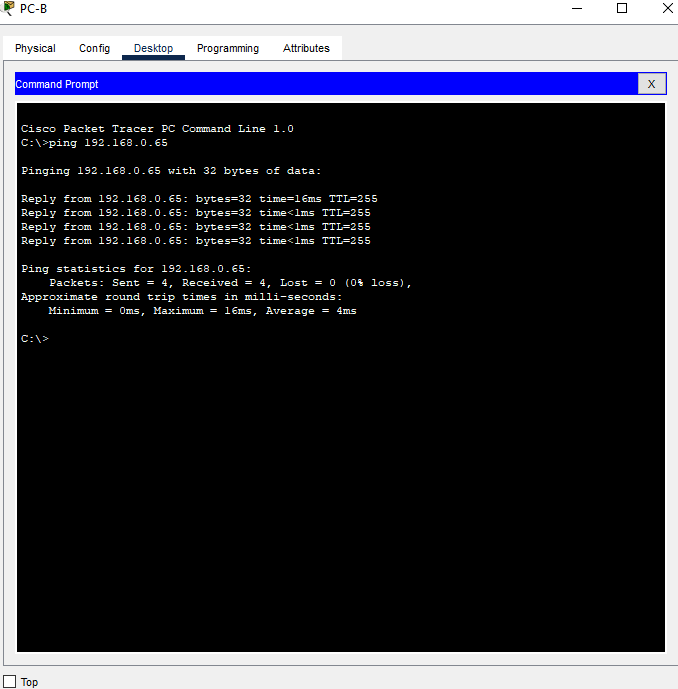 PC-B
Physical Config Desktop Programming Attributes
Command Prompt X
Cisco Packet Tracer PC Command Line 1.0
C:\>ping 192.168.0.65
Pinging 192.168.0.65 with 32 bytes of data:
Reply from 192.168.0.65: bytes=32 time=16ms TTL=255
Reply from 192.168.0.65: bytes=32 time<1ms TTL=255
Reply from 192.168.0.65: bytes=32 time<1ms TTL=255
Reply from 192.168.0.65: bytes=32 time<1ms TTL=255
Ping statistics for 192.168.0.65:
Packets: Sent = 4, Received = 4, Lost = 0 (0% loss),
Approximate round trip times in milli-seconds:
Minimum = 0ms, Maximum = 16ms, Average = 4ms
C:\>
Top